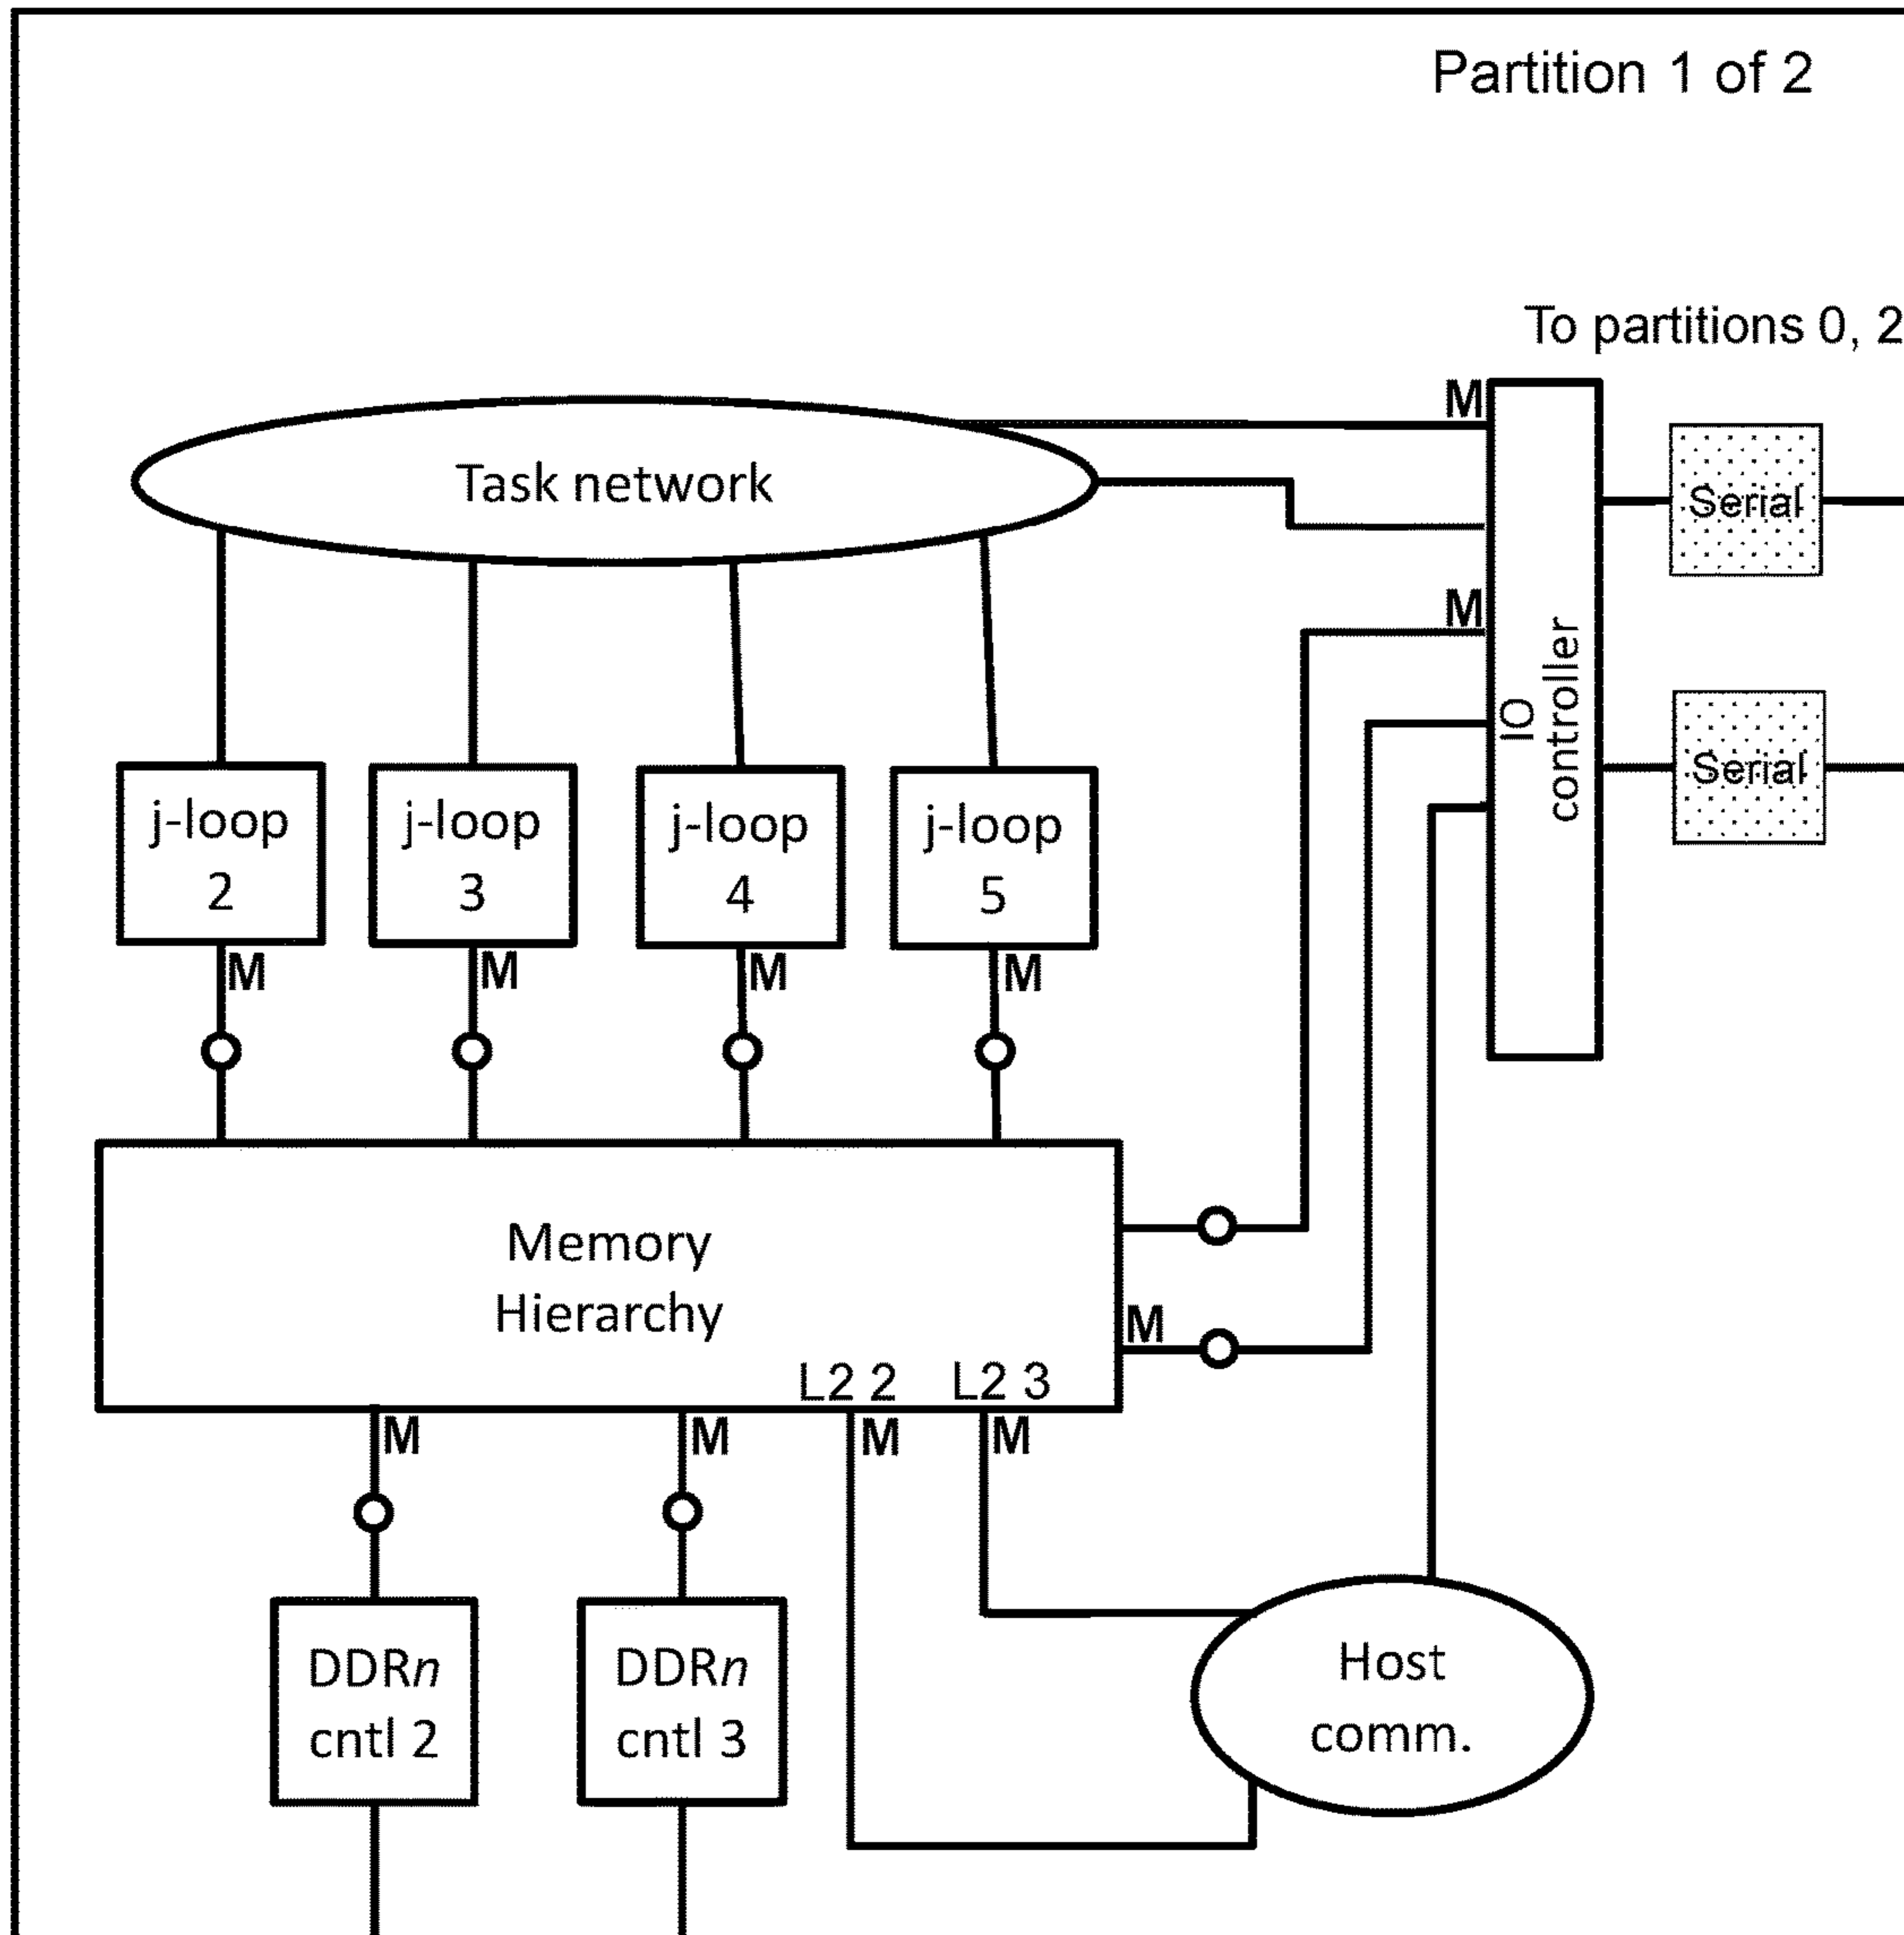 Partition 1 of 2
To partitions 0, 2
M
Task network
Serial
M
IO
controller
Serial
j-loop
2
j-loop
3
j-loop
4
j-loop
5
M
M
M
M
Memory
Hierarchy
M
L2 2
L2 3
M
M
M
M
DDRn
cntl 2
DDRn
cntl 3
Host
comm.